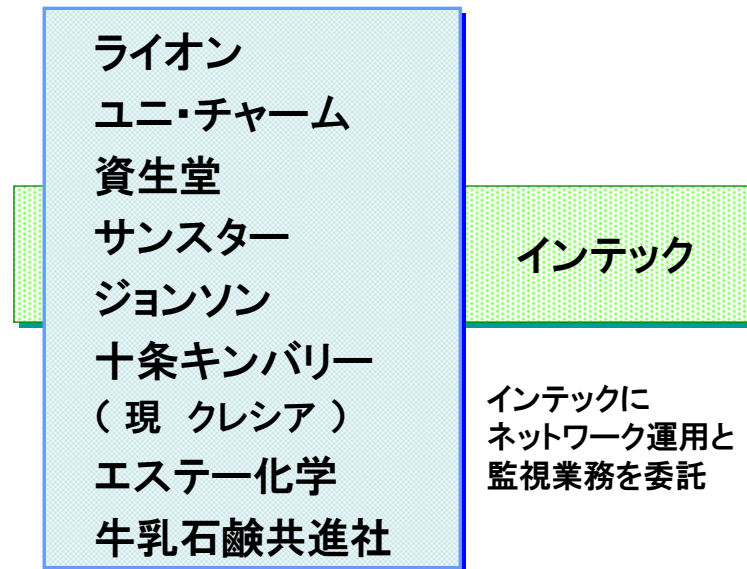 ライオン
ユニ・チャーム
資生堂
サンスター
ジョンソン
十条キンバリー
（ 現　クレシア ）
エステー化学
牛乳石鹸共進社
インテック
インテックに
ネットワーク運用と
監視業務を委託